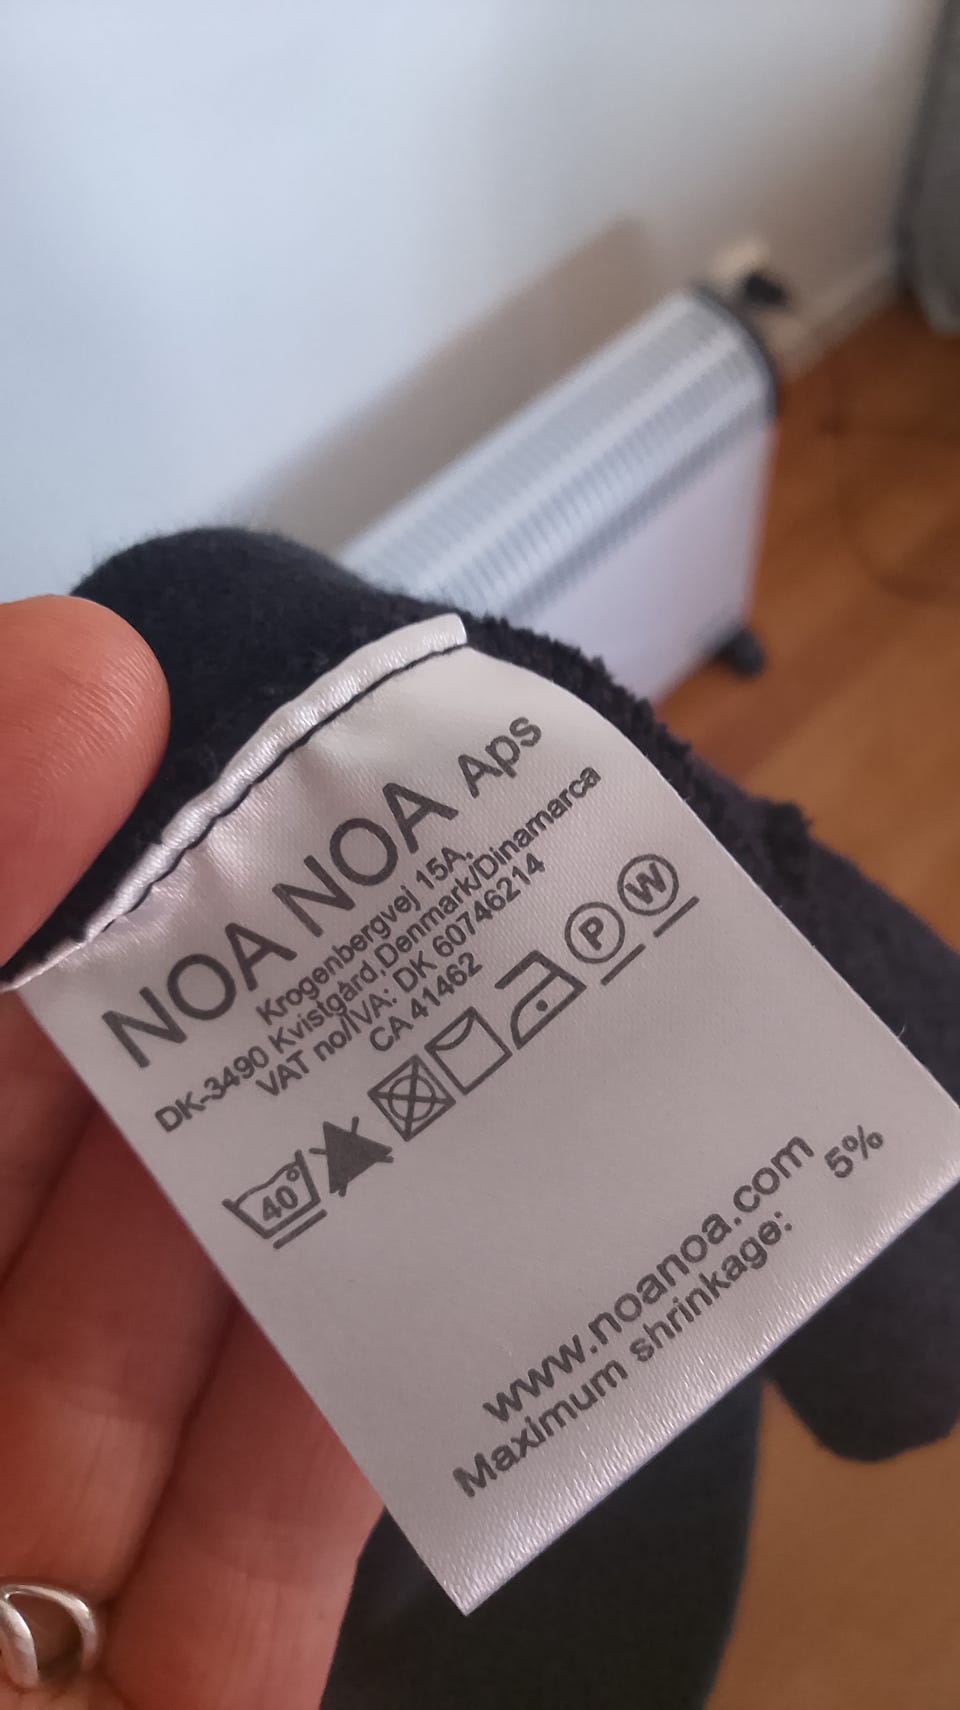 NOA NOA Aps
Krogenbergvej 15A,
DK-3490 Kvistgård,Denmark/Dinamarca
VAT no/IVA: DK 60746214
CA 41462
40° P W
www.noanoa.com
Maximum shrinkage: 5%